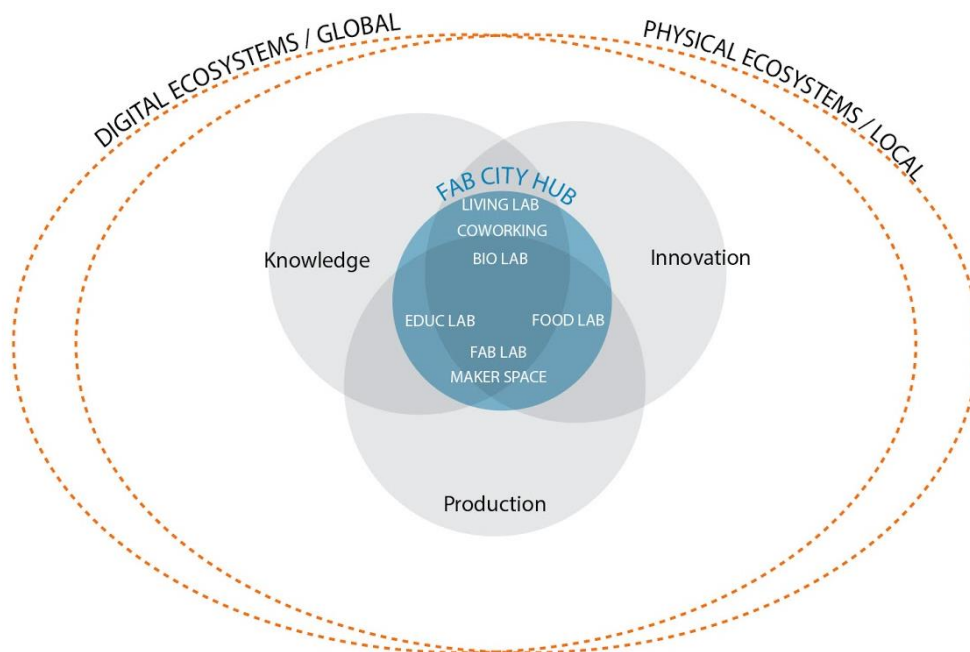 DIGITAL ECOSYSTEMS / GLOBAL
PHYSICAL ECOSYSTEMS / LOCAL
FAB CITY HUB
LIVING LAB
COWORKING
BIO LAB
Knowledge
Innovation
EDUC LAB
FOOD LAB
FAB LAB
MAKER SPACE
Production